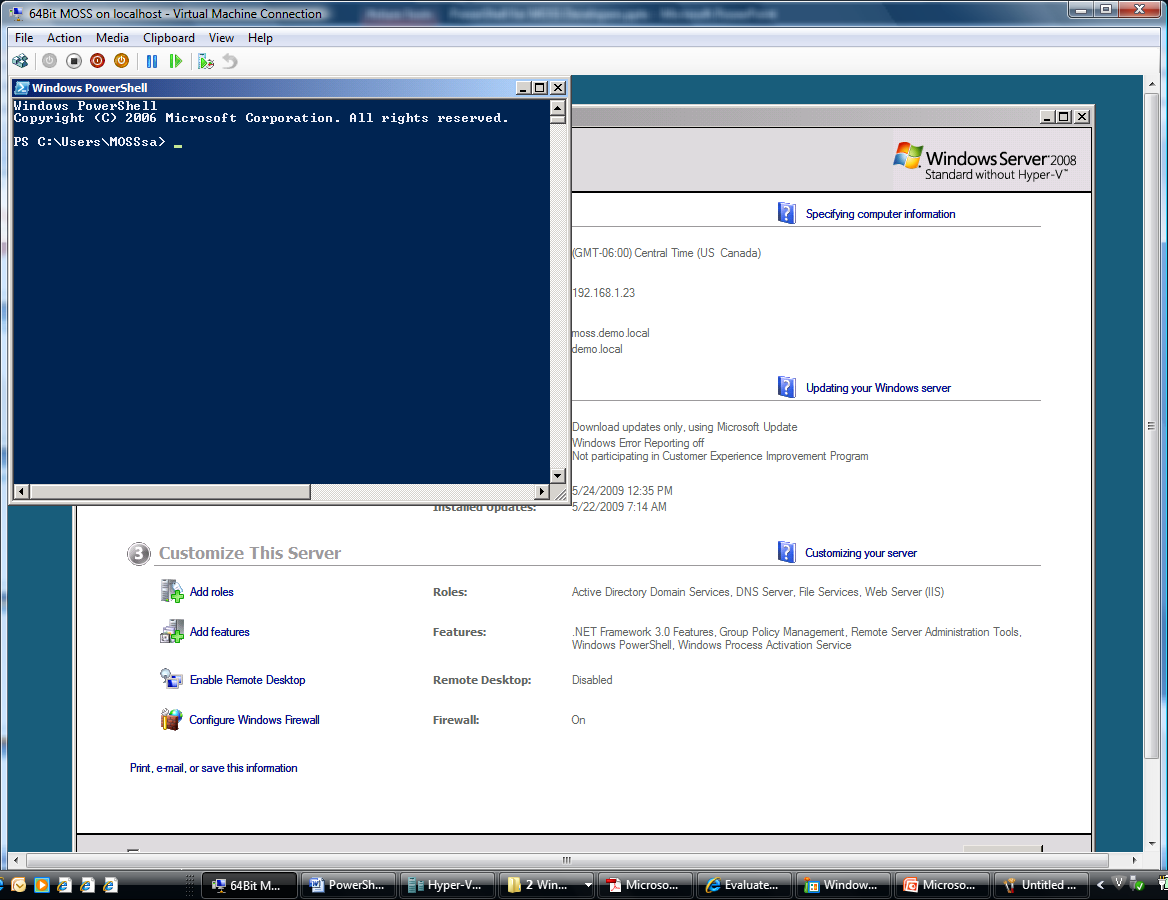 64Bit MOSS on localhost - Virtual Machine Connection
File Action Media Clipboard View Help
Windows PowerShell
Windows PowerShell
Copyright (C) 2006 Microsoft Corporation. All rights reserved.
PS C:\Users\MOSSsa> _
Windows Server 2008
Standard without Hyper-V™
Specifying computer information
(GMT-06:00) Central Time (US Canada)
192.168.1.23
moss.demo.local
demo.local
Updating your Windows server
Download updates only, using Microsoft Update
Windows Error Reporting off
Not participating in Customer Experience Improvement Program
5/24/2009 12:35 PM
Installed Updates: 5/22/2009 7:14 AM
3 Customize This Server
Customizing your server
Add roles Roles: Active Directory Domain Services, DNS Server, File Services, Web Server (IIS)
Add features Features: .NET Framework 3.0 Features, Group Policy Management, Remote Server Administration Tools,
Windows PowerShell, Windows Process Activation Service
Enable Remote Desktop Remote Desktop: Disabled
Configure Windows Firewall Firewall: On
Print, e-mail, or save this information
64Bit M... PowerSh... Hyper-V... 2 Win... Microso... Evaluate... Window... Microso... Untitled ...